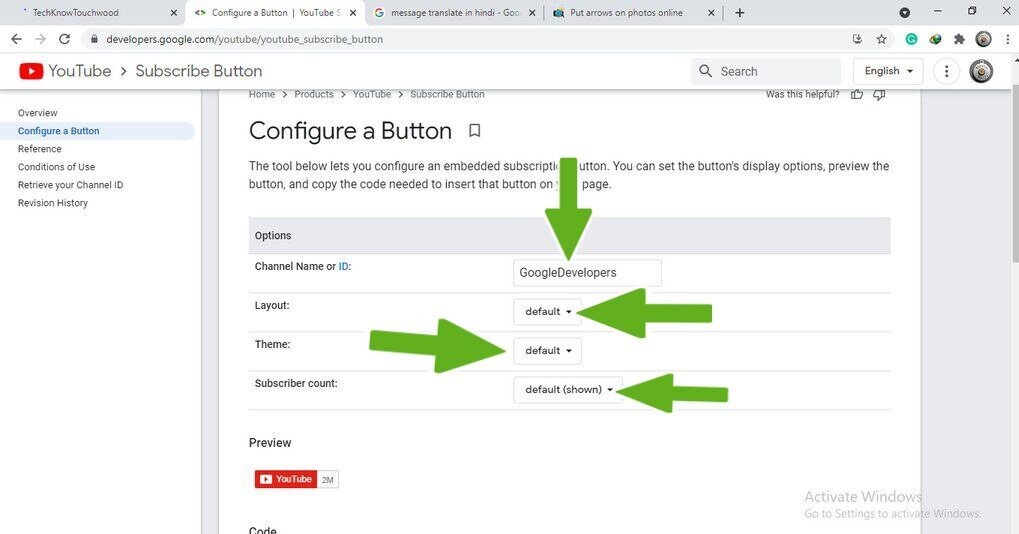 TechKnowTouchwood
Configure a Button | YouTube S
message translate in hindi - Goo
Put arrows on photos online
developers.google.com/youtube/youtube_subscribe_button
YouTube > Subscribe Button
Search
English
Home > Products > YouTube > Subscribe Button
Was this helpful?
Overview
Configure a Button
Reference
Conditions of Use
Retrieve your Channel ID
Revision History
Configure a Button
The tool below lets you configure an embedded subscripti utton. You can set the button's display options, preview the
button, and copy the code needed to insert that button on y page.
Options
Channel Name or ID:
GoogleDevelopers
Layout:
default
Theme:
default
Subscriber count:
default (shown)
Preview
YouTube 2M
Code
Activate Windows
Go to Settings to activate Windows.